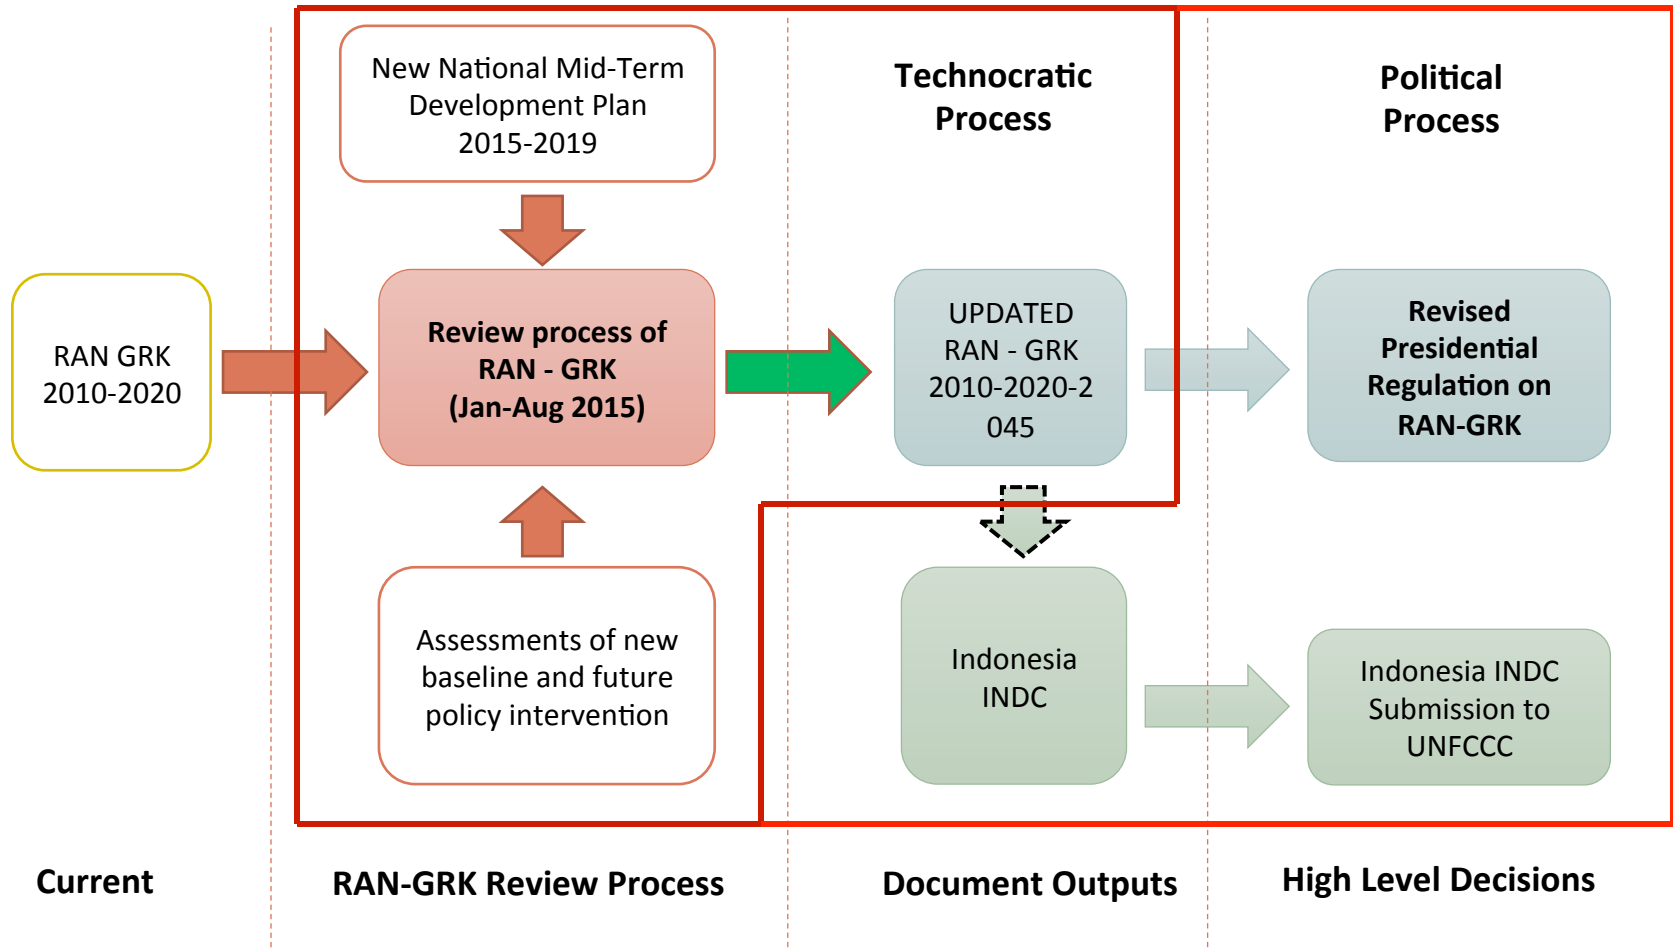 New National Mid-Term
Development Plan
2015-2019
Technocratic
Process
Political
Process
RAN GRK
2010-2020
Review process of
RAN - GRK
(Jan-Aug 2015)
UPDATED
RAN - GRK
2010-2020-2
045
Revised
Presidential
Regulation on
RAN-GRK
Assessments of new
baseline and future
policy intervention
Indonesia
INDC
Indonesia INDC
Submission to
UNFCCC
Current
RAN-GRK Review Process
Document Outputs
High Level Decisions